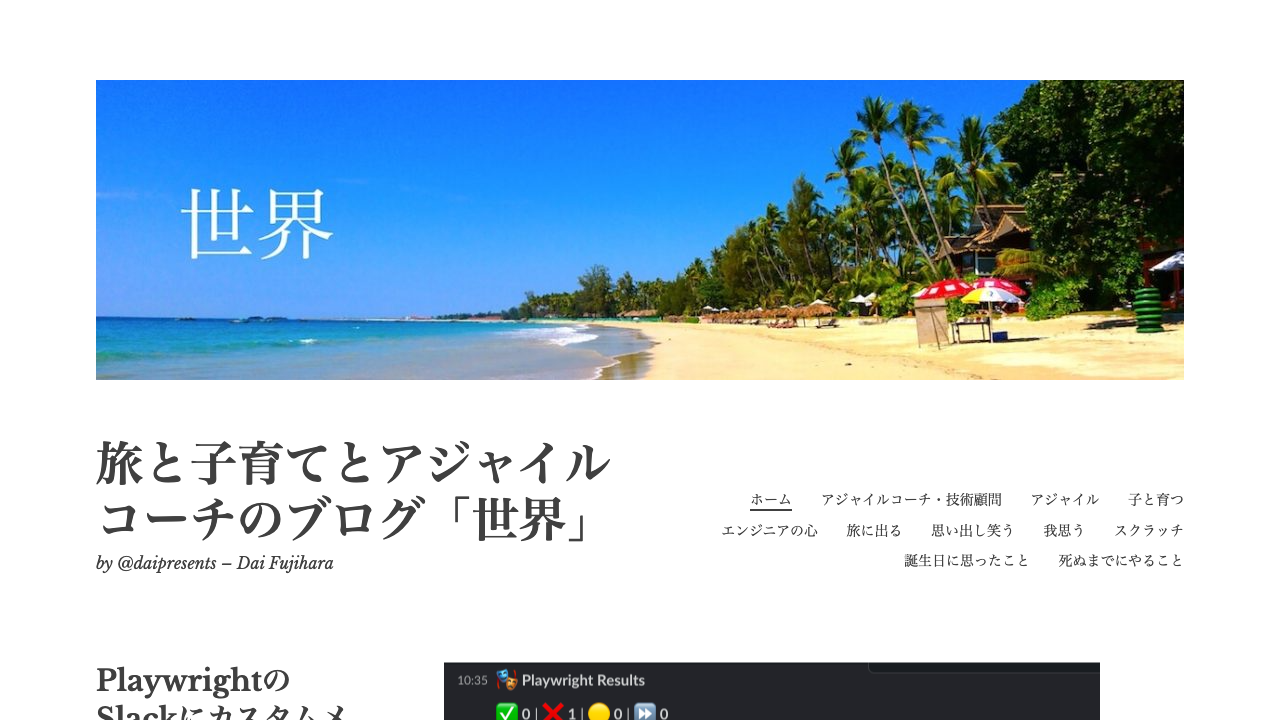 世界
旅と子育てとアジャイル
コーチのブログ「世界」
by @daipresents – Dai Fujihara
ホーム アジャイルコーチ・技術顧問 アジャイル 子と育つ
エンジニアの心 旅に出る 思い出し笑う 我思う スクラッチ
誕生日に思ったこと 死ぬまでにやること
Playwrightの
Slackにカスタムメ
10:35 Playwright Results
0 | 1 | 0 | 0